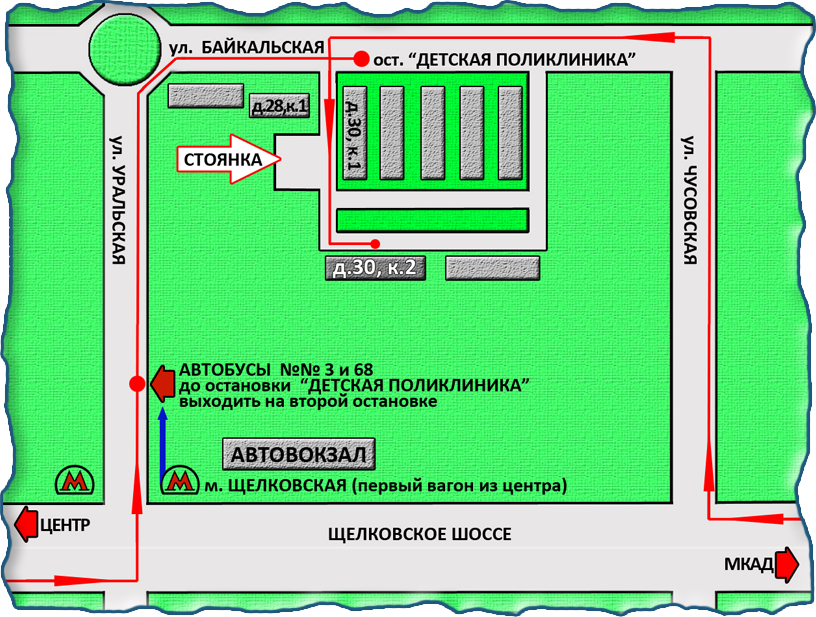 ул. БАЙКАЛЬСКАЯ
ост. “ДЕТСКАЯ ПОЛИКЛИНИКА”
д.28,к.1
д.30, к.1
СТОЯНКА
ул. УРАЛЬСКАЯ
ул. ЧУСОВСКАЯ
д.30, к.2
АВТОБУСЫ №№ 3 и 68
до остановки “ДЕТСКАЯ ПОЛИКЛИНИКА”
выходить на второй остановке
АВТОВОКЗАЛ
М
М
м. ЩЕЛКОВСКАЯ (первый вагон из центра)
ЦЕНТР
ЩЕЛКОВСКОЕ ШОССЕ
МКАД